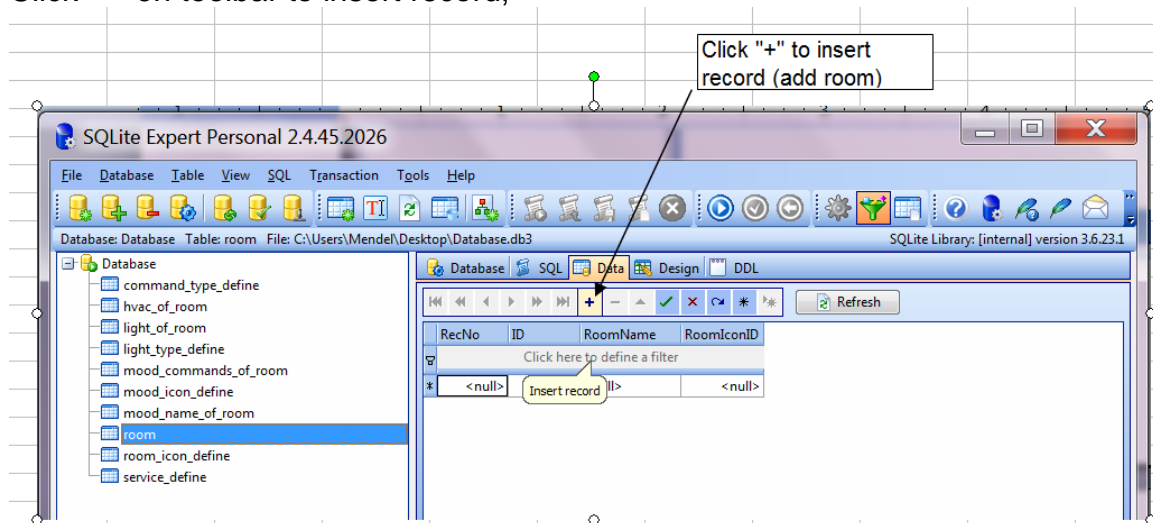 Click "+" to insert
record (add room)
SQLite Expert Personal 2.4.45.2026
File Database Table View SQL Transaction Tools Help
Database: Database Table: room File: C:\Users\Mendel\Desktop\Database.db3 SQLite Library: [internal] version 3.6.23.1
Database
command_type_define
hvac_of_room
light_of_room
light_type_define
mood_commands_of_room
mood_icon_define
mood_name_of_room
room
room_icon_define
service_define
Database SQL Data Design DDL
Refresh
RecNo ID RoomName RoomIconID
Click here to define a filter
<null> <null>
Insert record